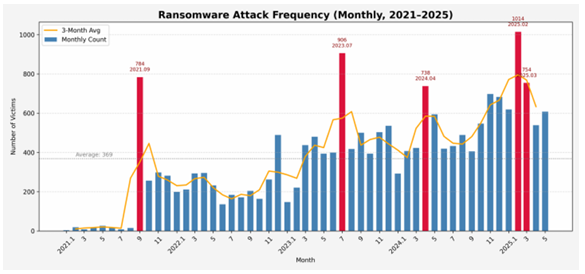 Ransomware Attack Frequency (Monthly, 2021–2025)
3-Month Avg
Monthly Count
784
2021.09
906
2023.07
738
2024.04
1014
2025.02
754
2025.03
Average: 369
Number of Victims
1000
800
600
400
200
0
2021.1 3 5 7 9 11 2022.1 3 5 7 9 11 2023.1 3 5 7 9 11 2024.1 3 5 7 9 11 2025.1 3 5
Month